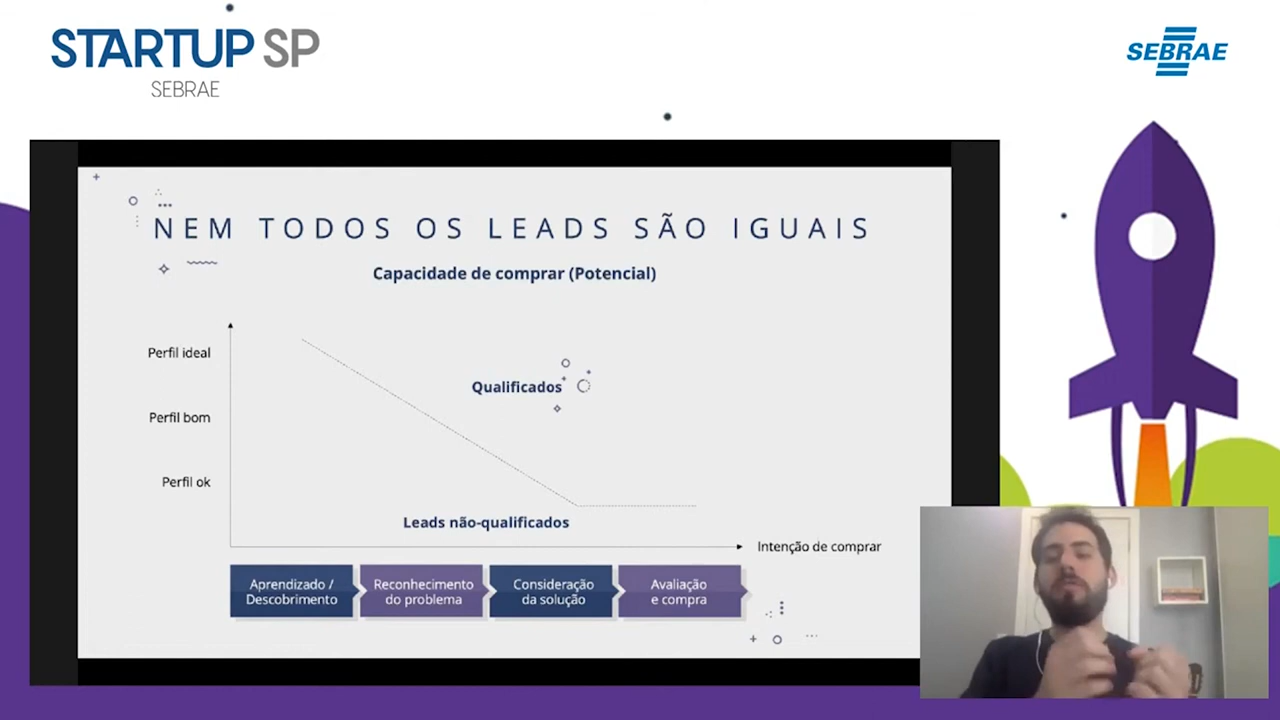 STARTUP SP
SEBRAE
SEBRAE
NEM TODOS OS LEADS SÃO IGUAIS
Capacidade de comprar (Potencial)
Perfil ideal
Qualificados
Perfil bom
Perfil ok
Leads não-qualificados
Intenção de comprar
Aprendizado /
Descobrimento
Reconhecimento
do problema
Consideração
da solução
Avaliação
e compra